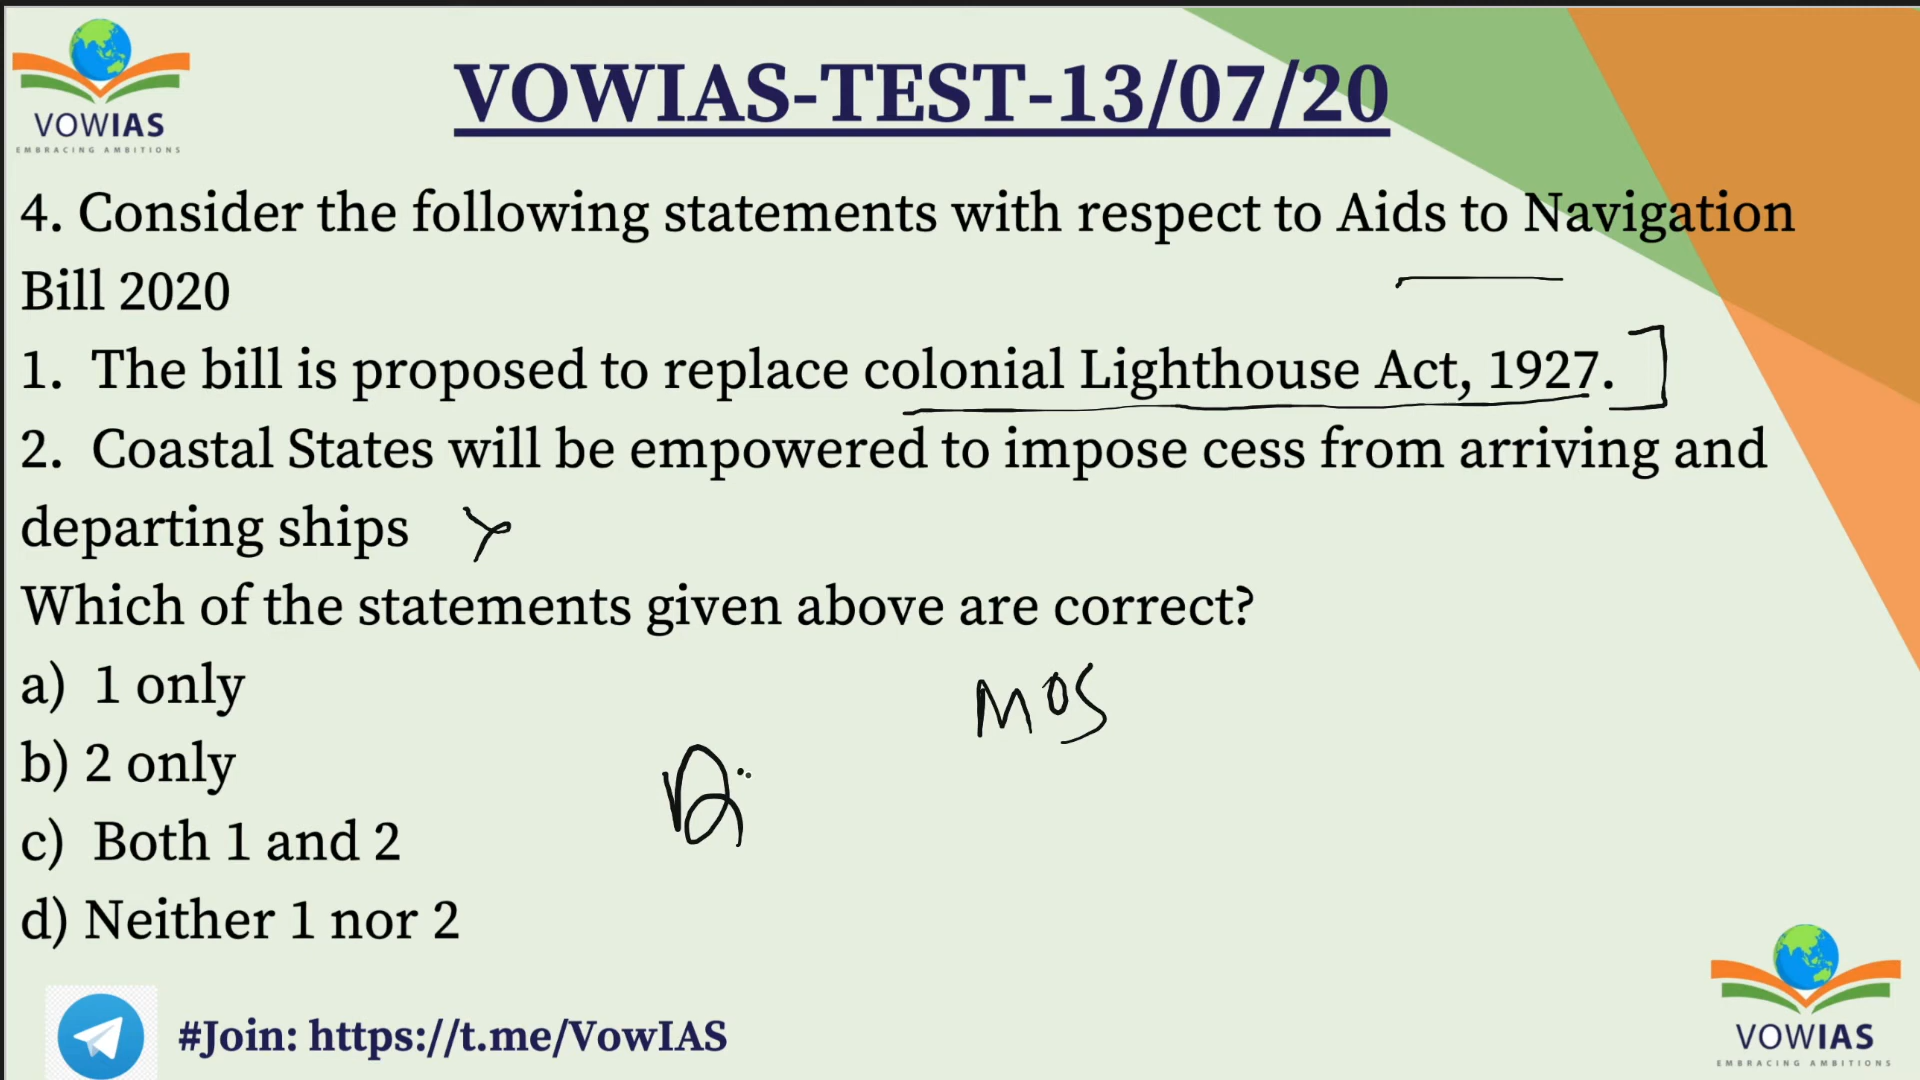 VOWIAS
EMBRACING AMBITIONS
VOWIAS-TEST-13/07/20
4. Consider the following statements with respect to Aids to Navigation
Bill 2020
1. The bill is proposed to replace colonial Lighthouse Act, 1927.
2. Coastal States will be empowered to impose cess from arriving and
departing ships
Which of the statements given above are correct?
a) 1 only
MOS
b) 2 only
c) Both 1 and 2
d) Neither 1 nor 2
#Join: https://t.me/VowIAS
VOWIAS
EMBRACING AMBITIONS